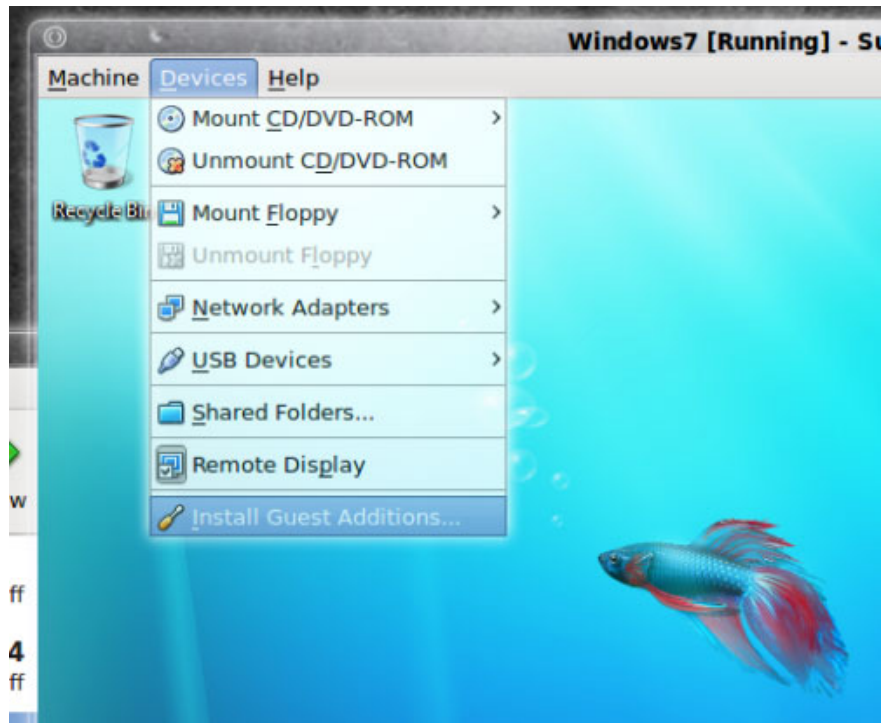 Windows7 [Running] - Su
Machine Devices Help
Mount CD/DVD-ROM
Unmount CD/DVD-ROM
Recycle Bin
Mount Floppy
Unmount Floppy
Network Adapters
USB Devices
Shared Folders...
Remote Display
w
Install Guest Additions...
ff
4
ff